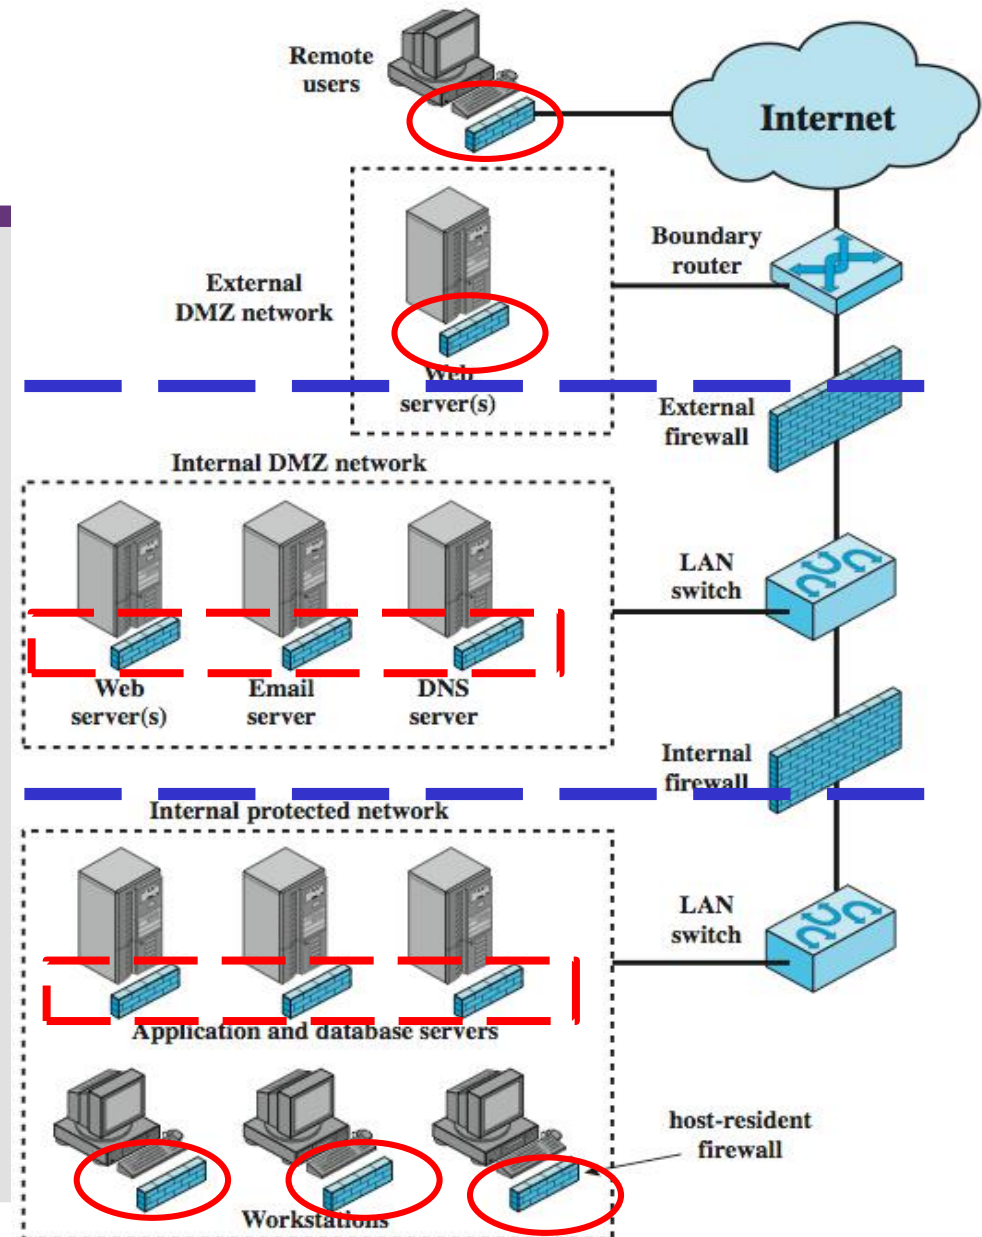 Remote
users
Internet
Boundary
router
External
DMZ network
Web
server(s)
External
firewall
Internal DMZ network
LAN
switch
Web
server(s)
Email
server
DNS
server
Internal
firewall
Internal protected network
LAN
switch
Application and database servers
host-resident
firewall
Workstations